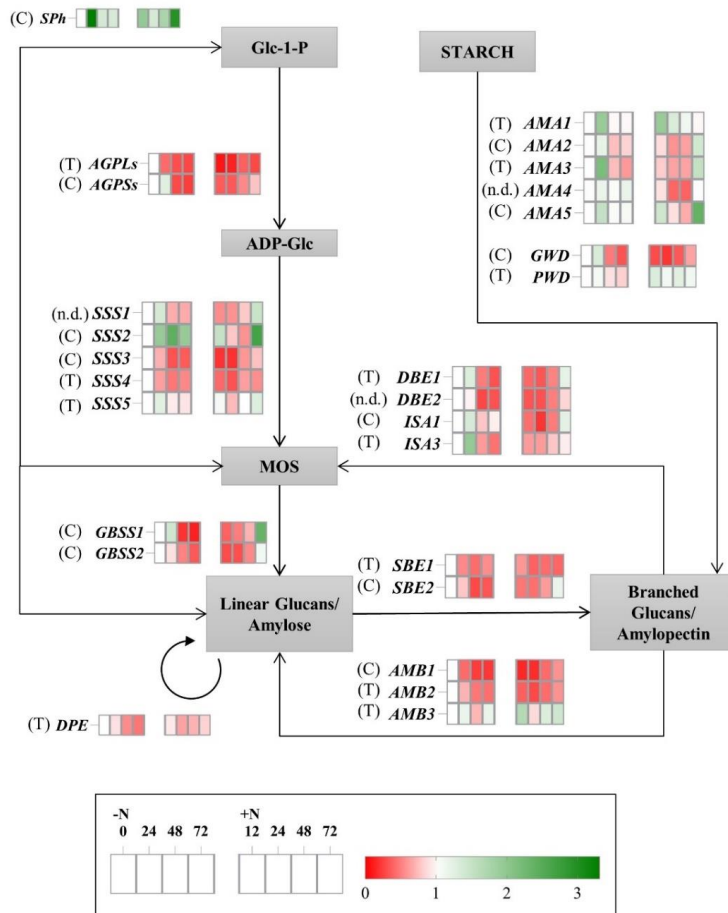 (C) SPh
Glc-1-P
STARCH
(T) AGPLs
(C) AGPSs
(T) AMA1
(C) AMA2
(T) AMA3
(n.d.) AMA4
(C) AMA5
ADP-Glc
(C) GWD
(T) PWD
(n.d.) SSS1
(C) SSS2
(C) SSS3
(T) SSS4
(T) SSS5
(T) DBE1
(n.d.) DBE2
(C) ISA1
(T) ISA3
MOS
(C) GBSS1
(C) GBSS2
(T) SBE1
(C) SBE2
Linear Glucans/
Amylose
Branched
Glucans/
Amylopectin
(C) AMB1
(T) AMB2
(T) AMB3
(T) DPE
-N
0 24 48 72
+N
12 24 48 72
0 1 2 3